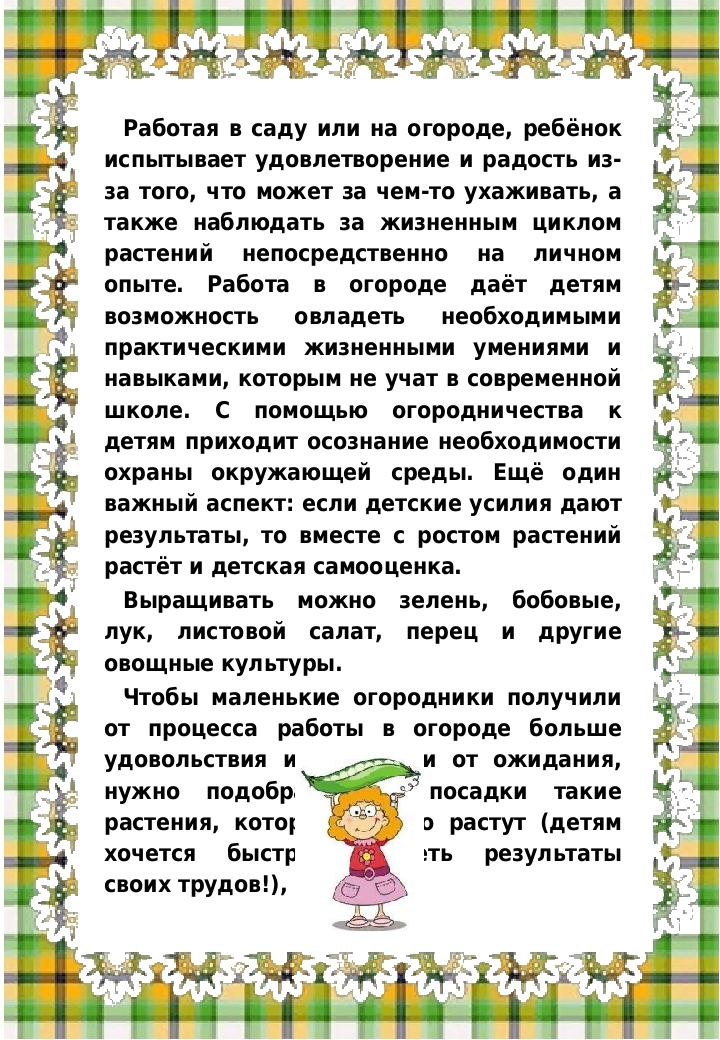 Работая в саду или на огороде, ребёнок
испытывает удовлетворение и радость из-
за того, что может за чем-то ухаживать, а
также наблюдать за жизненным циклом
растений непосредственно на личном
опыте. Работа в огороде даёт детям
возможность овладеть необходимыми
практическими жизненными умениями и
навыками, которым не учат в современной
школе. С помощью огородничества к
детям приходит осознание необходимости
охраны окружающей среды. Ещё один
важный аспект: если детские усилия дают
результаты, то вместе с ростом растений
растёт и детская самооценка.
Выращивать можно зелень, бобовые,
лук, листовой салат, перец и другие
овощные культуры.
Чтобы маленькие огородники получили
от процесса работы в огороде больше
удовольствия и от ожидания,
нужно посадки такие
растения, растут (детям
хочется результаты
своих трудов!),